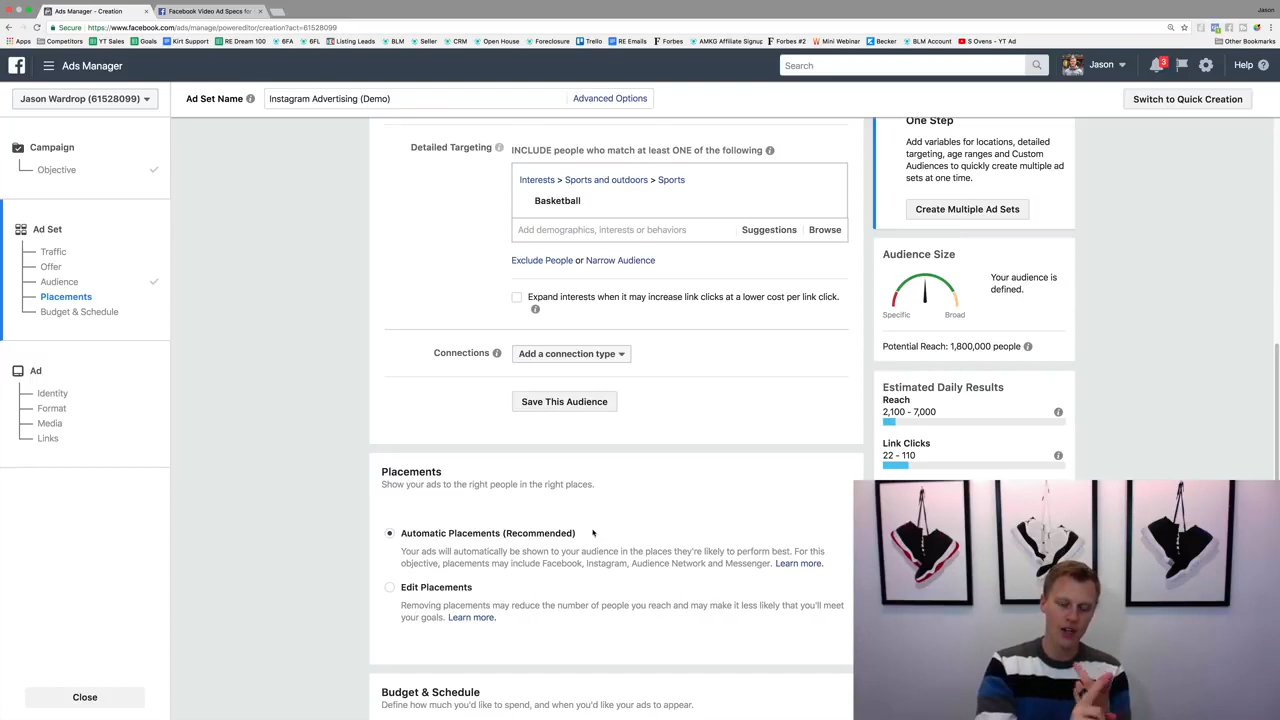 Ads Manager - Creation
Facebook Video Ad Specs for
Jason
Secure
https://www.facebook.com/ads/manage/powereditor/creation?act=61528099
Apps
Competitors
YT Sales
Goals
Kirt Support
RE Dream 100
6FA
6FL
Listing Leads
BLM
Seller
CRM
Open House
Foreclosure
Trello
RE Emails
Forbes
AMKG Affiliate Signup
Forbes #2
Mini Webinar
Becker
BLM Account
S Ovens - YT Ad
Other Bookmarks
Ads Manager
Search
Jason
3
Help
Jason Wardrop (61528099)
Ad Set Name
Instagram Advertising (Demo)
Advanced Options
Switch to Quick Creation
Campaign
Objective
Ad Set
Traffic
Offer
Audience
Placements
Budget & Schedule
Ad
Identity
Format
Media
Links
Close
Detailed Targeting
INCLUDE people who match at least ONE of the following
Interests > Sports and outdoors > Sports
Basketball
Add demographics, interests or behaviors
Suggestions
Browse
Exclude People or Narrow Audience
Expand interests when it may increase link clicks at a lower cost per link click.
Connections
Add a connection type
Save This Audience
Placements
Show your ads to the right people in the right places.
Automatic Placements (Recommended)
Your ads will automatically be shown to your audience in the places they're likely to perform best. For this
objective, placements may include Facebook, Instagram, Audience Network and Messenger. Learn more.
Edit Placements
Removing placements may reduce the number of people you reach and may make it less likely that you'll meet
your goals. Learn more.
Budget & Schedule
Define how much you'd like to spend, and when you'd like your ads to appear.
One Step
Add variables for locations, detailed
targeting, age ranges and Custom
Audiences to quickly create multiple ad
sets at one time.
Create Multiple Ad Sets
Audience Size
Your audience is
defined.
Specific
Broad
Potential Reach: 1,800,000 people
Estimated Daily Results
Reach
2,100 - 7,000
Link Clicks
22 - 110